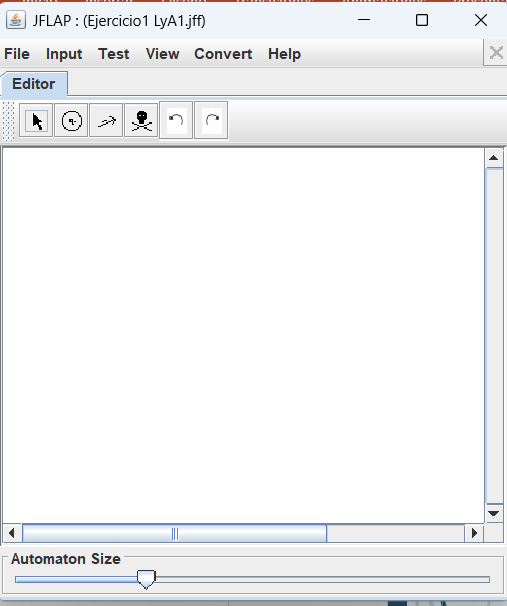 JFLAP : (Ejercicio1 LyA1.jff)
File Input Test View Convert Help
Editor
Automaton Size